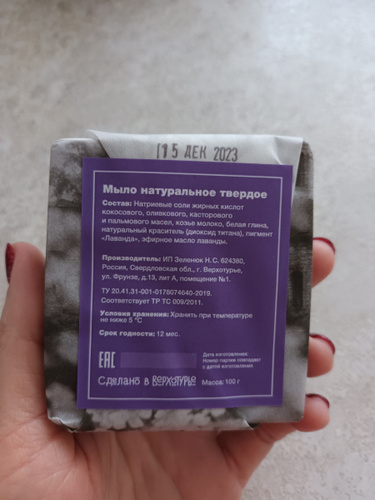 15 ДЕК 2023
Мыло натуральное твердое
Состав: Натриевые соли жирных кислот
кокосового, оливкового, касторового
и пальмового масел, козье молоко, белая глина,
натуральный краситель (диоксид титана), пигмент
«Лаванда», эфирное масло лаванды.
Производитель: ИП Зеленюк Н.С. 624380,
Россия, Свердловская обл., г. Верхотурье,
ул. Фрунзе, д.13, лит А, помещение №1.
ТУ 20.41.31-001-0178074640-2019.
Соответствует ТР ТС 009/2011.
Условия хранения: Хранить при температуре
не ниже 5 °С
Срок годности: 12 мес.
ЕАС
Дата изготовления:
Номер партии совпадает
с датой изготовления
Сделано в Верхотурье
Масса: 100 г